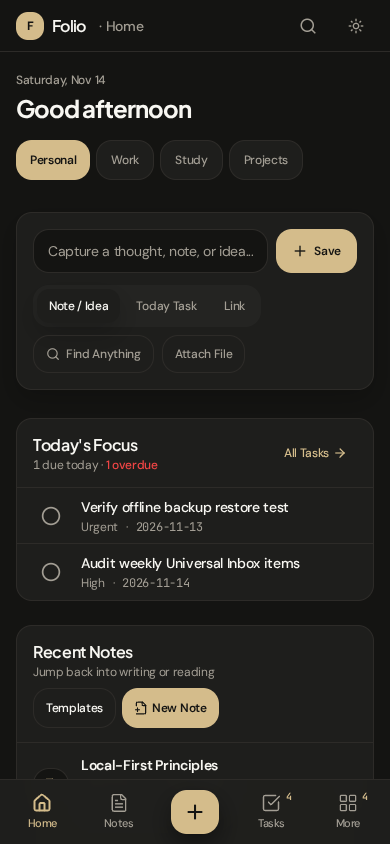 F Folio · Home
Saturday, Nov 14
Good afternoon
Personal Work Study Projects
Capture a thought, note, or idea... Save
Note / Idea Today Task Link
Find Anything Attach File
Today's Focus
All Tasks →
1 due today · 1 overdue
Verify offline backup restore test
Urgent · 2026-11-13
Audit weekly Universal Inbox items
High · 2026-11-14
Recent Notes
Jump back into writing or reading
Templates New Note
Local-First Principles
4 4
Home Notes Tasks More